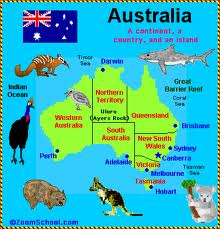 Australia
A continent, a
country, and an island
Timor
Sea
Darwin
Great
Barrier Reef
Indian
Ocean
Coral
Sea
Northern
Territory
Queensland
Western
Australia
Uluru
(Ayers Rock)
Brisbane
South
Australia
New South
Wales
Sydney
Perth
Adelaide
Canberra
Victoria
Tasman
Sea
Melbourne
Tasmania
Hobart
©ZoomSchool.com